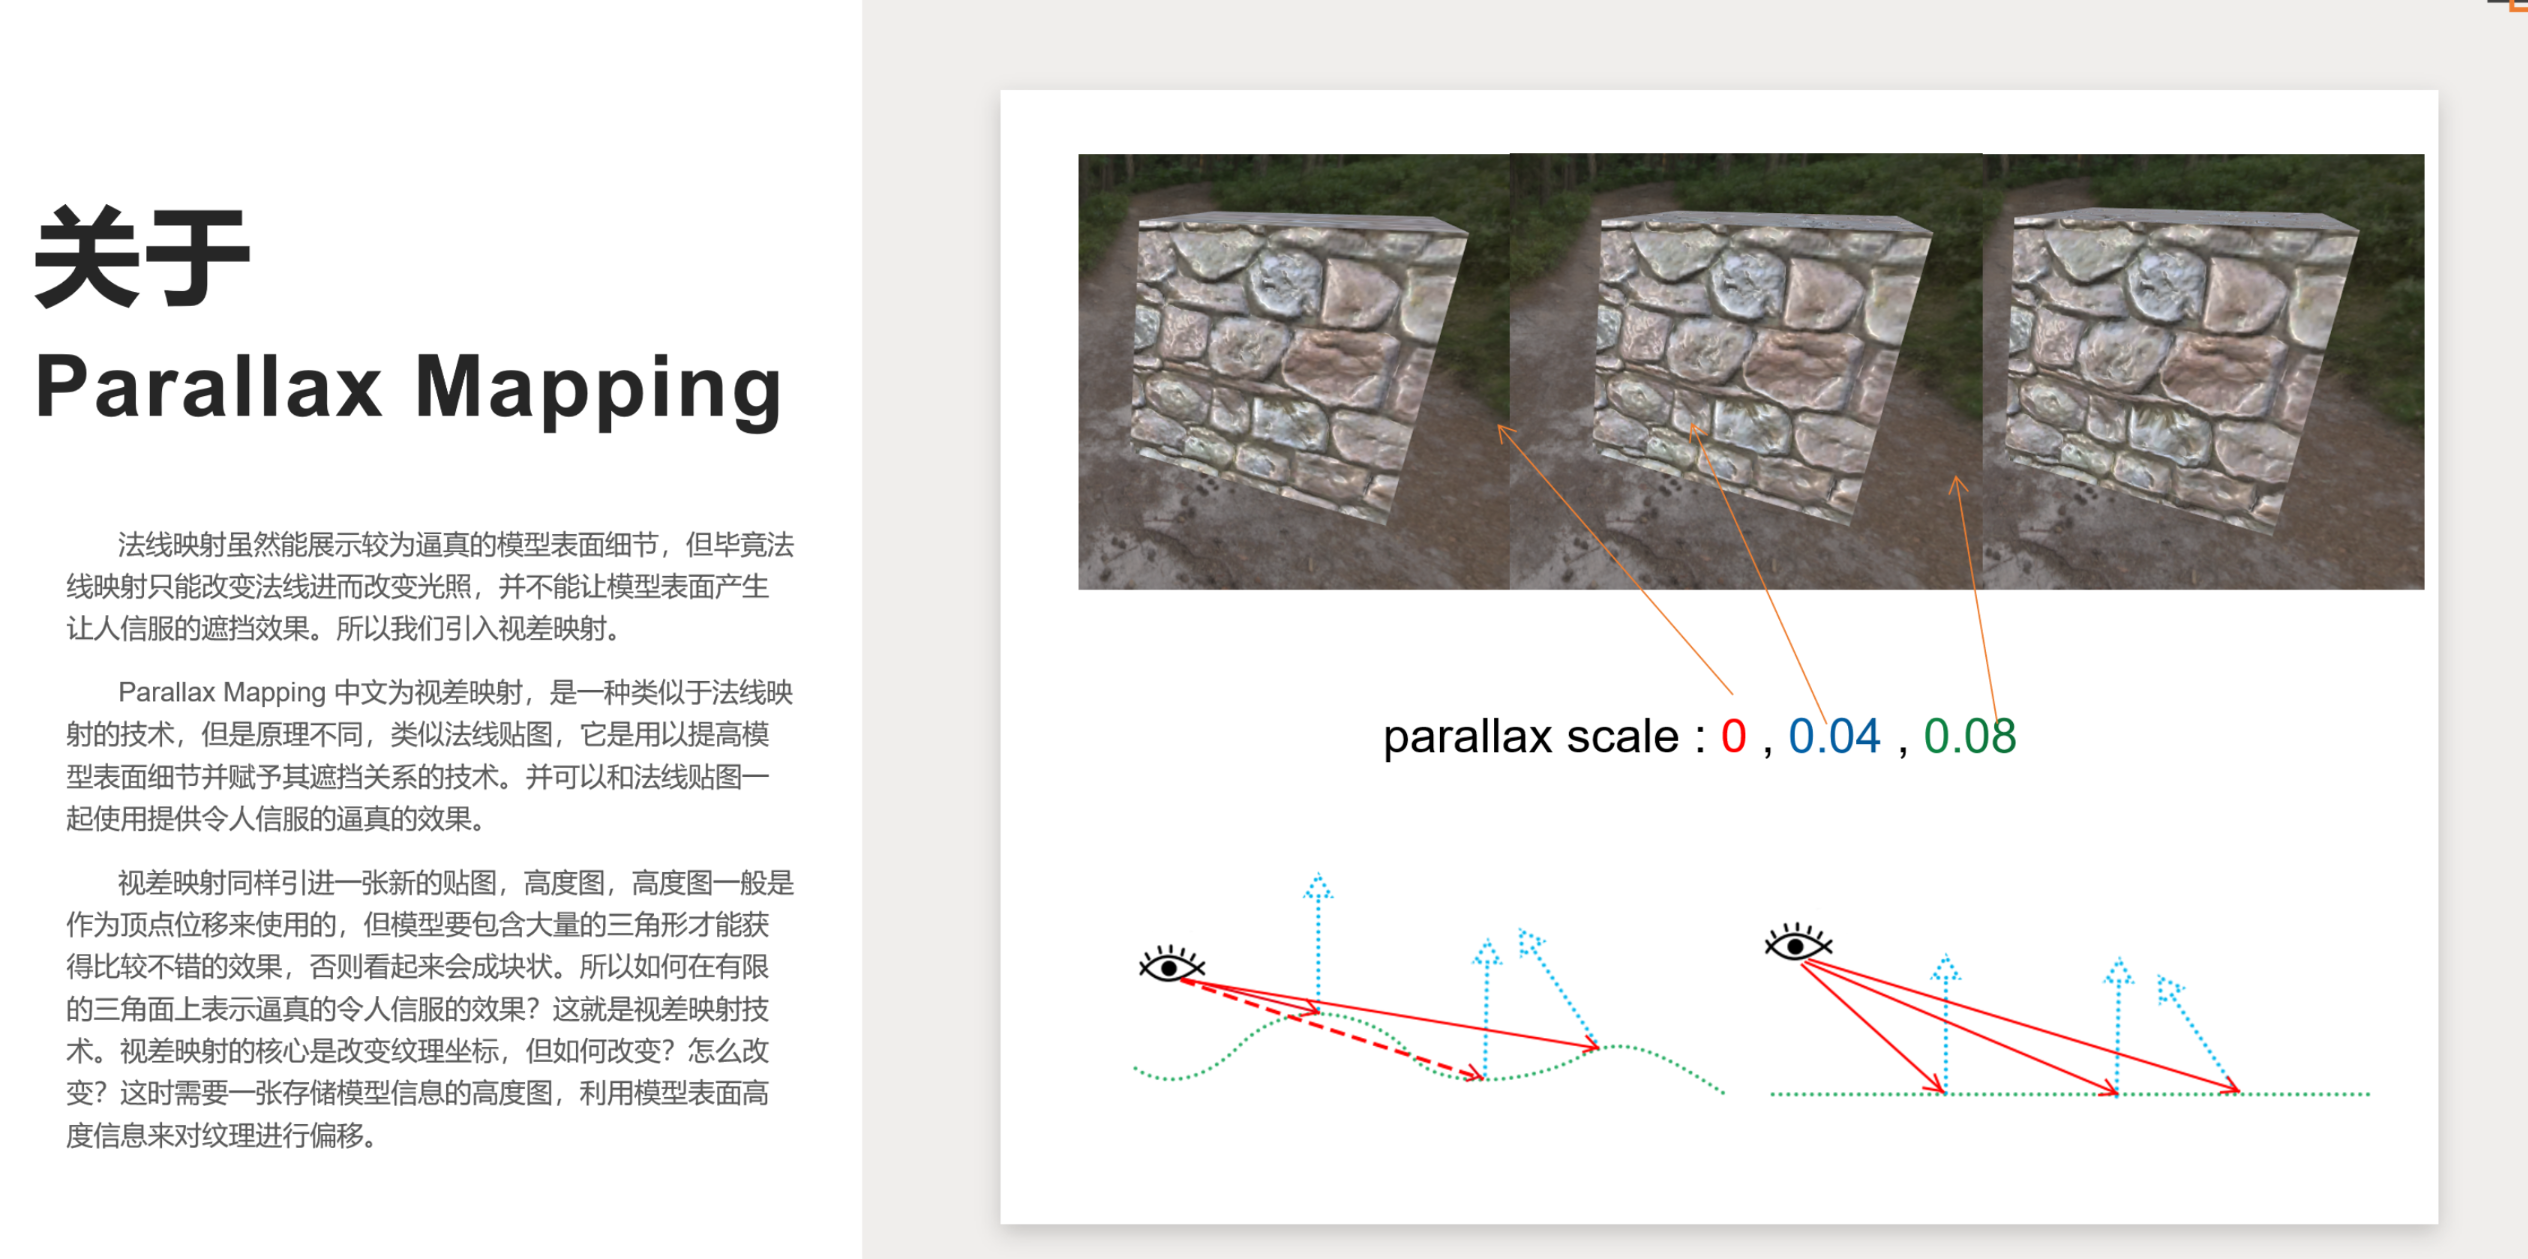 关于
Parallax Mapping
法线映射虽然能展示较为逼真的模型表面细节，但毕竟法
线映射只能改变法线进而改变光照，并不能让模型表面产生
让人信服的遮挡效果。所以我们引入视差映射。
Parallax Mapping 中文为视差映射，是一种类似于法线映
射的技术，但是原理不同，类似法线贴图，它是用以提高模
型表面细节并赋予其遮挡关系的技术。并可以和法线贴图一
起使用提供令人信服的逼真的效果。
视差映射同样引进一张新的贴图，高度图，高度图一般是
作为顶点位移来使用的，但模型要包含大量的三角形才能获
得比较不错的效果，否则看起来会成块状。所以如何在有限
的三角面上表示逼真的令人信服的效果？这就是视差映射技
术。视差映射的核心是改变纹理坐标，但如何改变？怎么改
变？这时需要一张存储模型信息的高度图，利用模型表面高
度信息来对纹理进行偏移。
parallax scale : 0 , 0.04 , 0.08